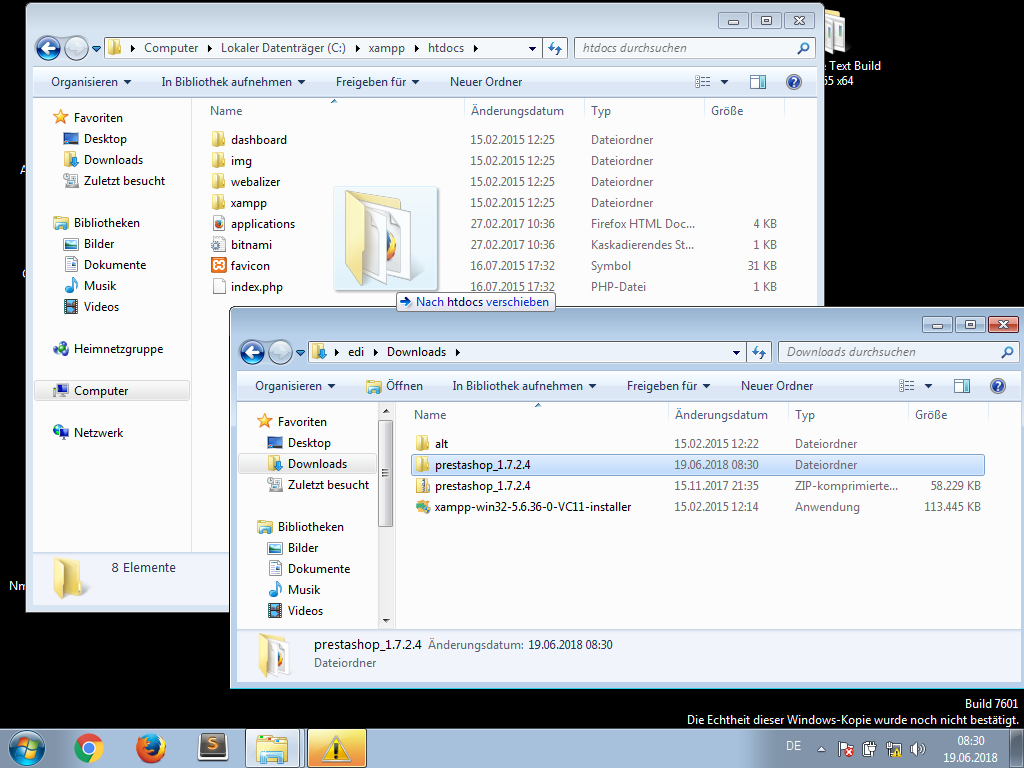 Computer Lokaler Datenträger (C:) xampp htdocs
htdocs durchsuchen
Text Build
x64
Organisieren In Bibliothek aufnehmen Freigeben für Neuer Ordner
Name Änderungsdatum Typ Größe
Favoriten
Desktop
Downloads
Zuletzt besucht
Bibliotheken
Bilder
Dokumente
Musik
Videos
Heimnetzgruppe
Computer
Netzwerk
dashboard 15.02.2015 12:25 Dateiordner
img 15.02.2015 12:25 Dateiordner
webalizer 15.02.2015 12:25 Dateiordner
xampp 15.02.2015 12:25 Dateiordner
applications 27.02.2017 10:36 Firefox HTML Doc... 4 KB
bitnami 27.02.2017 10:36 Kaskadierendes St... 1 KB
favicon 16.07.2015 17:32 Symbol 31 KB
index.php 16.07.2015 17:32 PHP-Datei 1 KB
Nach htdocs verschieben
8 Elemente
edi Downloads
Downloads durchsuchen
Organisieren Öffnen In Bibliothek aufnehmen Freigeben für Neuer Ordner
Name Änderungsdatum Typ Größe
Favoriten
Desktop
Downloads
Zuletzt besucht
Bibliotheken
Bilder
Dokumente
Musik
Videos
alt 15.02.2015 12:22 Dateiordner
prestashop_1.7.2.4 19.06.2018 08:30 Dateiordner
prestashop_1.7.2.4 15.11.2017 21:35 ZIP-komprimierte... 58.229 KB
xampp-win32-5.6.36-0-VC11-installer 15.02.2015 12:14 Anwendung 113.445 KB
prestashop_1.7.2.4 Änderungsdatum: 19.06.2018 08:30
Dateiordner
Build 7601
Die Echtheit dieser Windows-Kopie wurde noch nicht bestätigt.
DE
08:30
19.06.2018